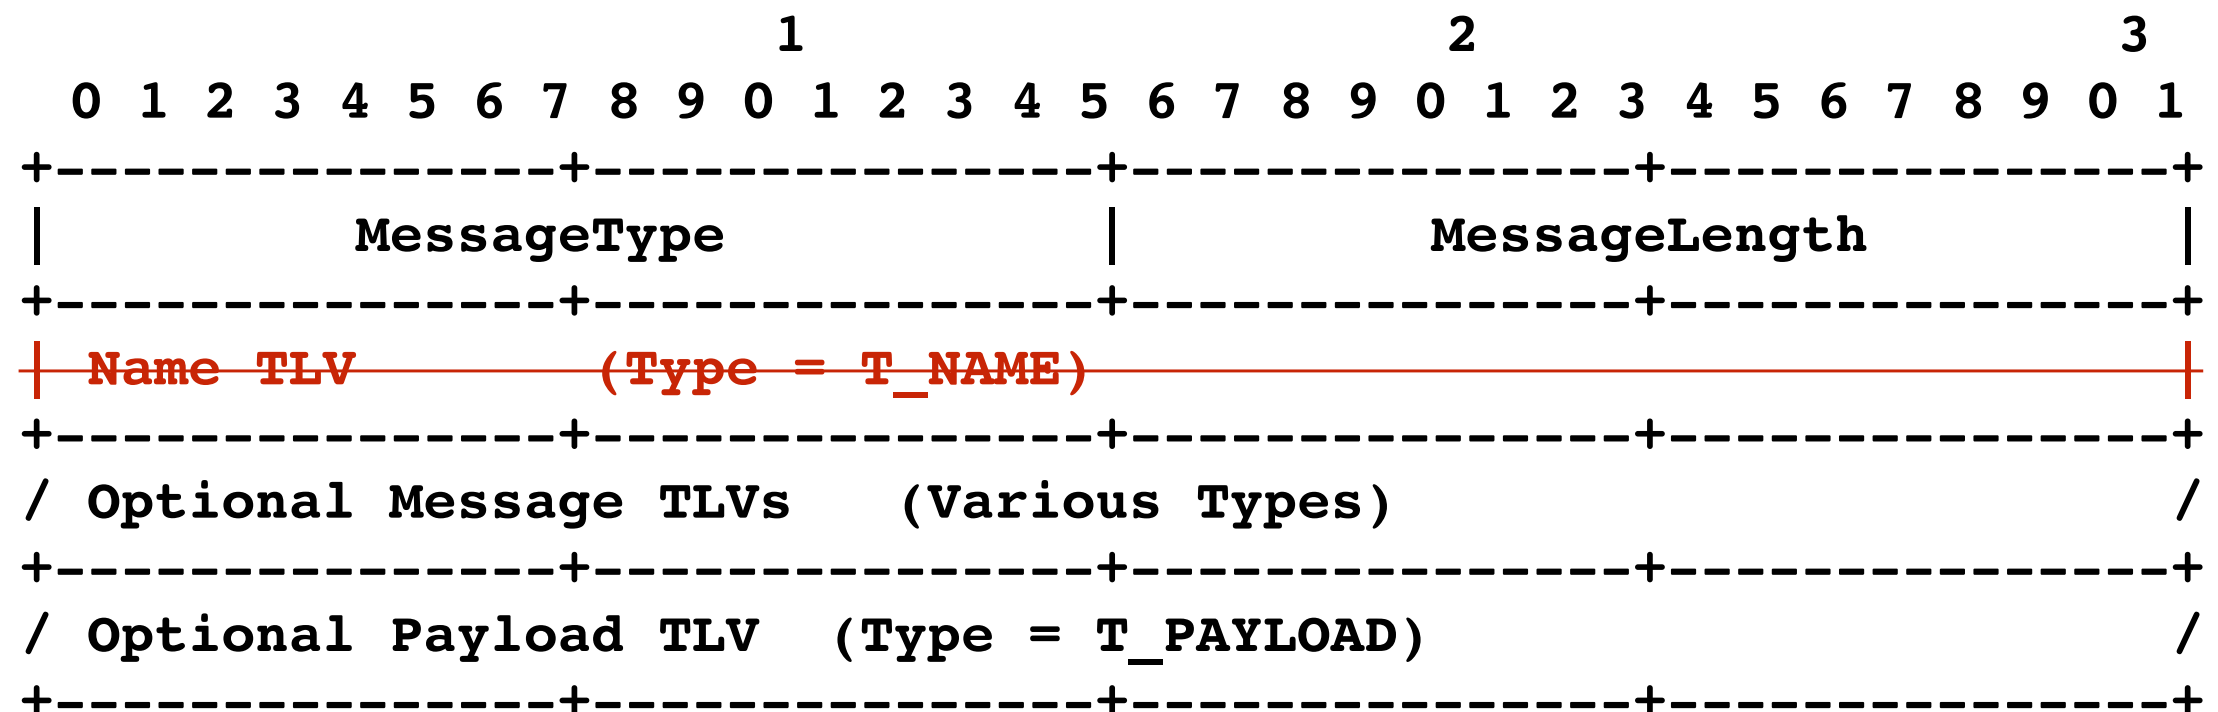 1                   2                   3
  0 1 2 3 4 5 6 7 8 9 0 1 2 3 4 5 6 7 8 9 0 1 2 3 4 5 6 7 8 9 0 1
+---------------+---------------+---------------+---------------+
|         MessageType           |         MessageLength         |
+---------------+---------------+---------------+---------------+
| Name TLV       (Type = T_NAME)                                |
+---------------+---------------+---------------+---------------+
/ Optional Message TLVs   (Various Types)                       /
+---------------+---------------+---------------+---------------+
/ Optional Payload TLV  (Type = T_PAYLOAD)                      /
+---------------+---------------+---------------+---------------+